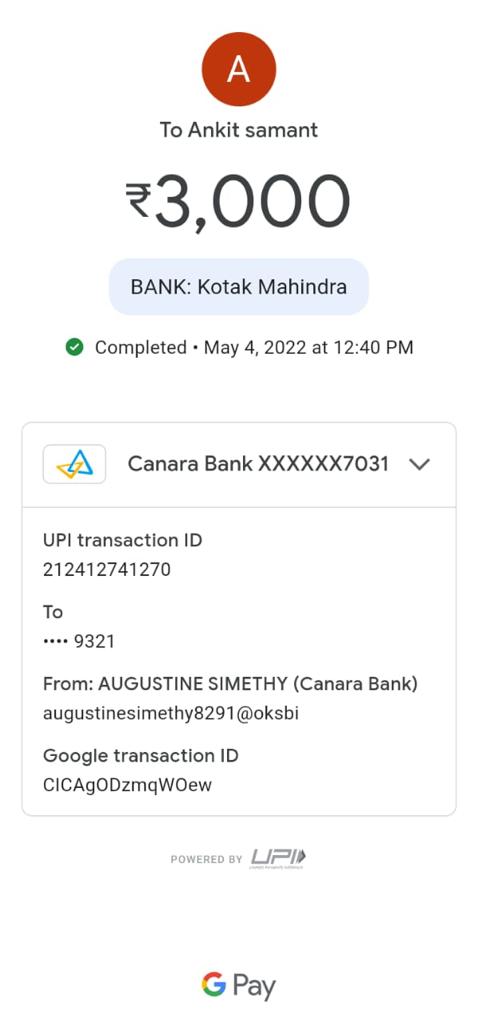 A
To Ankit samant
₹3,000
BANK: Kotak Mahindra
Completed • May 4, 2022 at 12:40 PM
Canara Bank XXXXXX7031
UPI transaction ID
212412741270
To
•••• 9321
From: AUGUSTINE SIMETHY (Canara Bank)
augustinesimethy8291@oksbi
Google transaction ID
CICAgODzmqWOew
POWERED BY UPI
G Pay